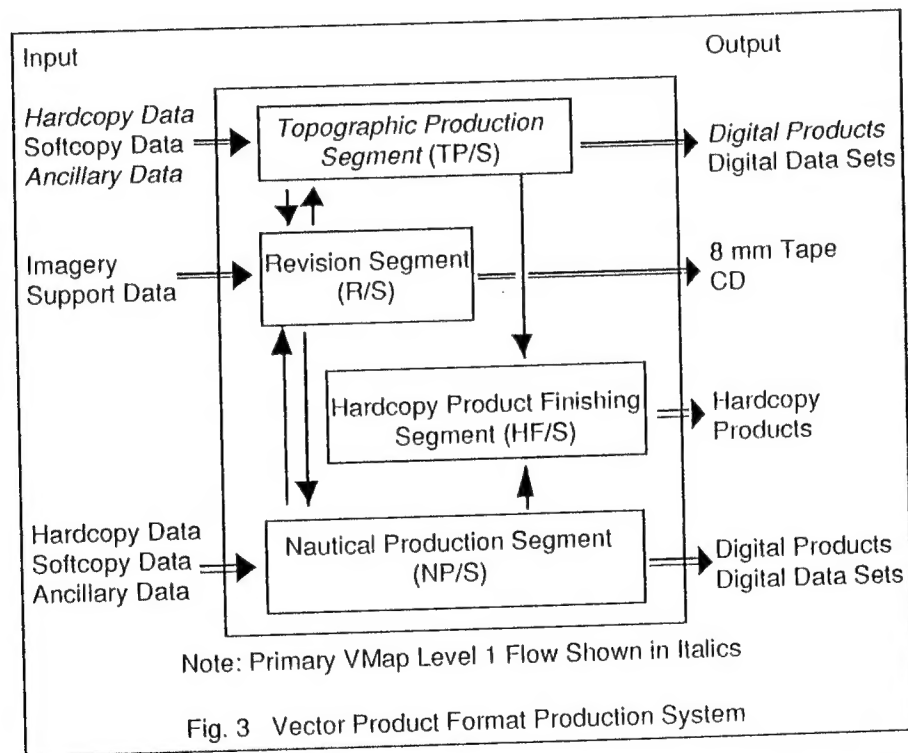 Input
Output
Hardcopy Data
Softcopy Data
Ancillary Data
Topographic Production
Segment (TP/S)
Digital Products
Digital Data Sets
Imagery
Support Data
Revision Segment
(R/S)
8 mm Tape
CD
Hardcopy Product Finishing
Segment (HF/S)
Hardcopy
Products
Hardcopy Data
Softcopy Data
Ancillary Data
Nautical Production Segment
(NP/S)
Digital Products
Digital Data Sets
Note: Primary VMap Level 1 Flow Shown in Italics
Fig. 3 Vector Product Format Production System